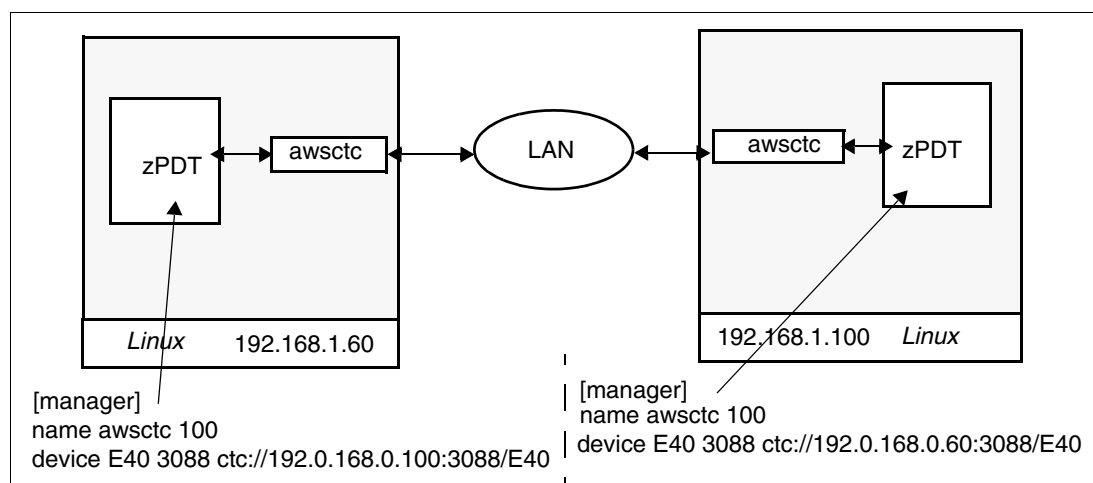 zPDT
awsctc
LAN
awsctc
zPDT
Linux 192.168.1.60
192.168.1.100 Linux
[manager]
name awsctc 100
device E40 3088 ctc://192.0.168.0.100:3088/E40
[manager]
name awsctc 100
device E40 3088 ctc://192.0.168.0.60:3088/E40